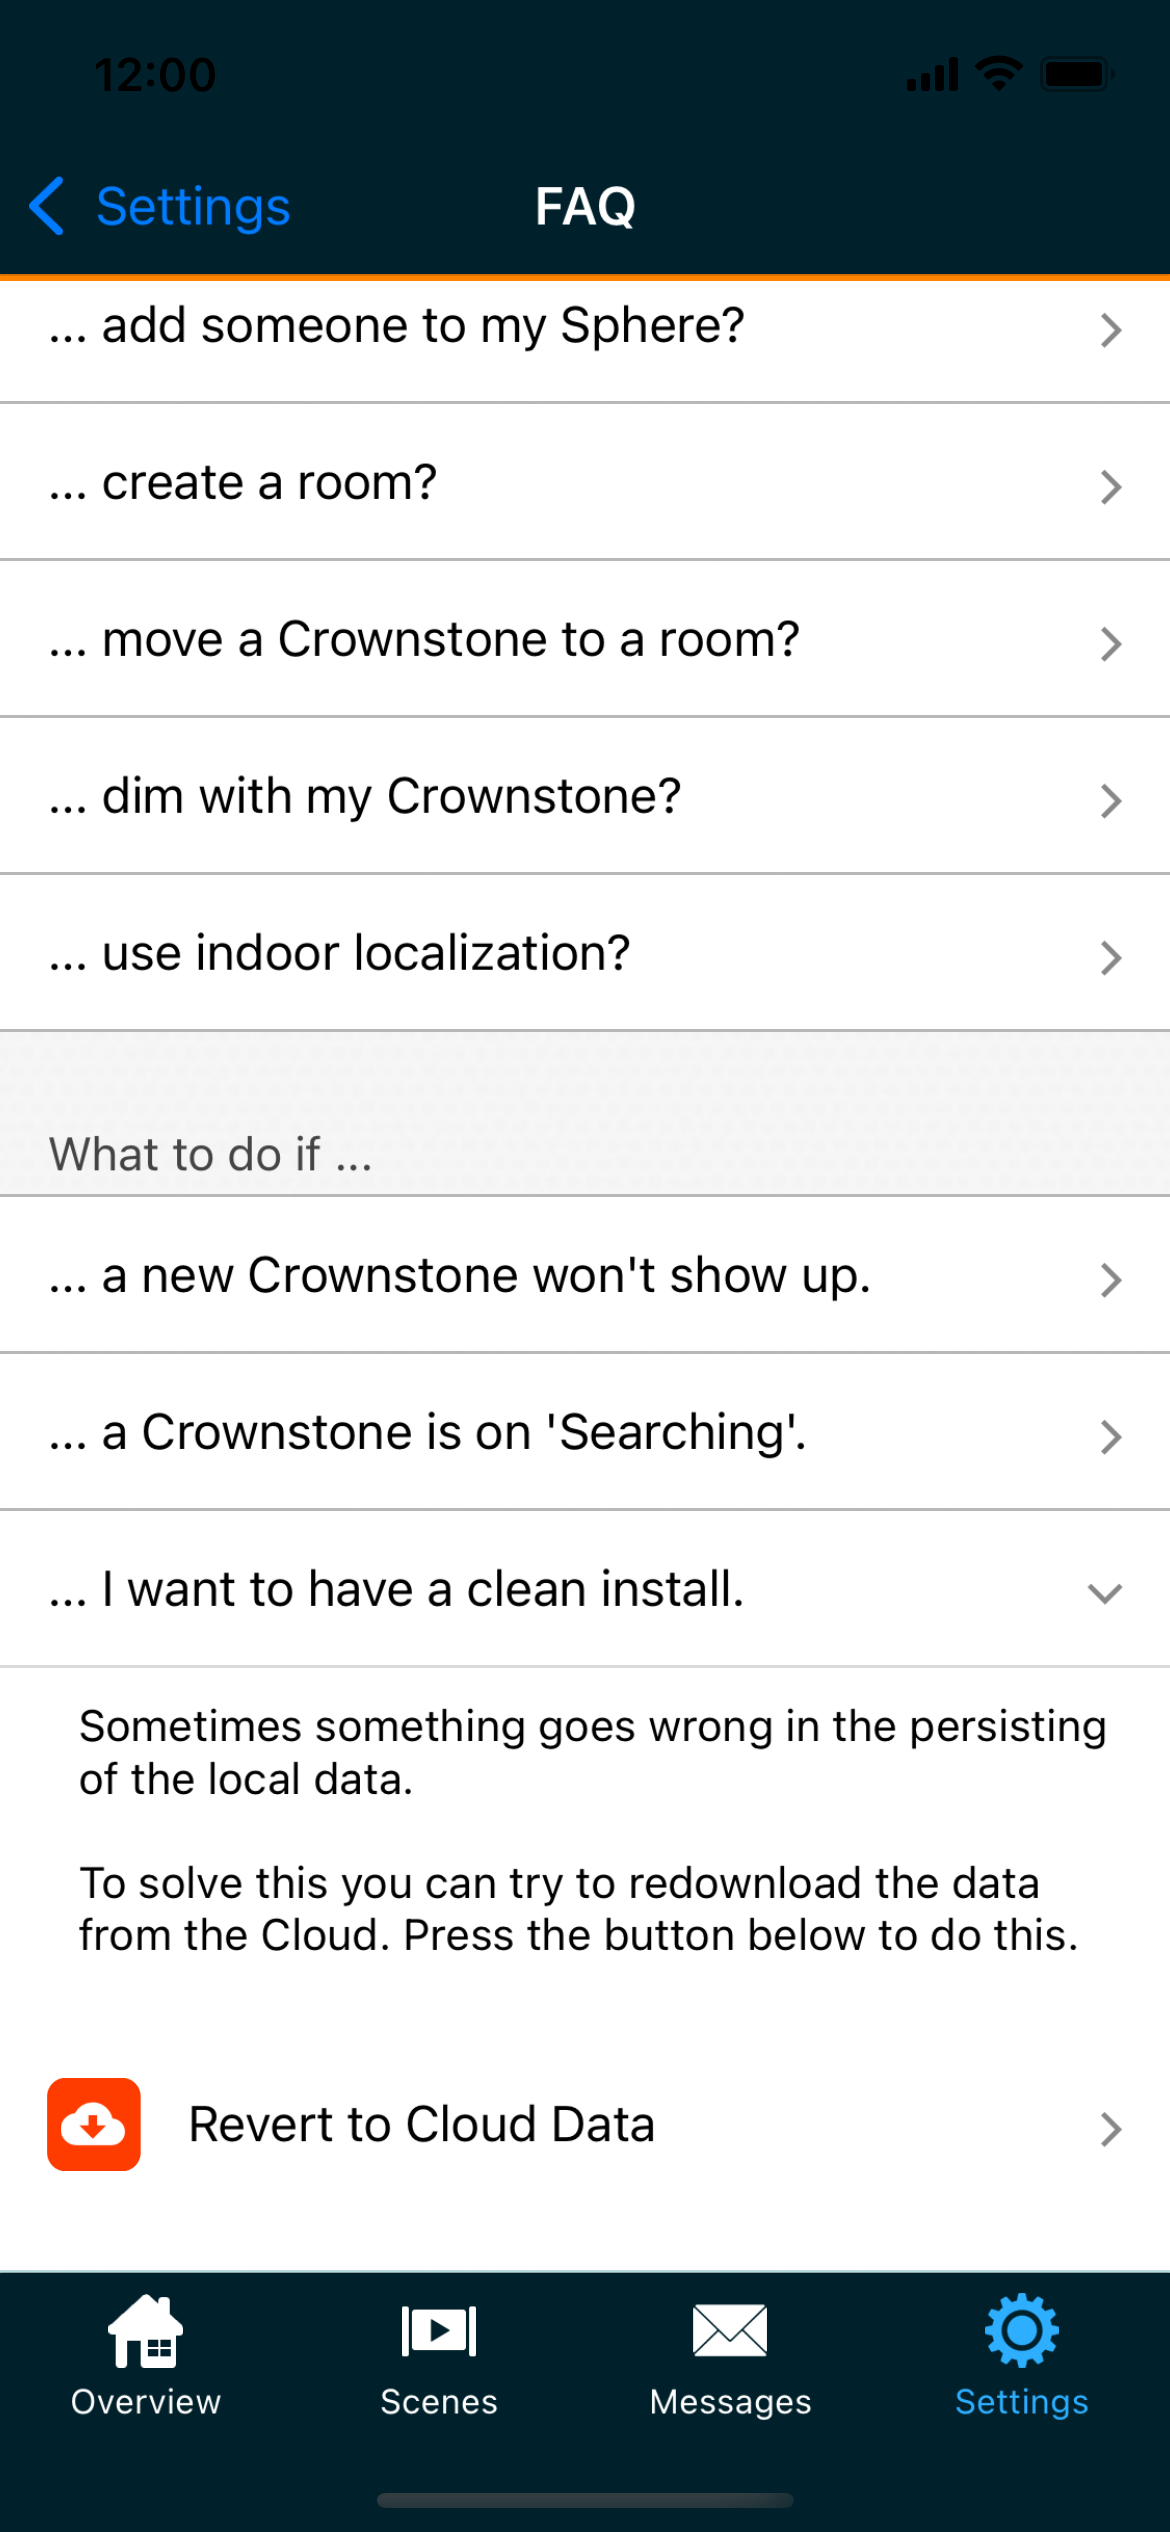 12:00
Settings
FAQ
... add someone to my Sphere?
... create a room?
... move a Crownstone to a room?
... dim with my Crownstone?
... use indoor localization?
What to do if ...
... a new Crownstone won't show up.
... a Crownstone is on 'Searching'.
... I want to have a clean install.
Sometimes something goes wrong in the persisting
of the local data.
To solve this you can try to redownload the data
from the Cloud. Press the button below to do this.
Revert to Cloud Data
Overview
Scenes
Messages
Settings